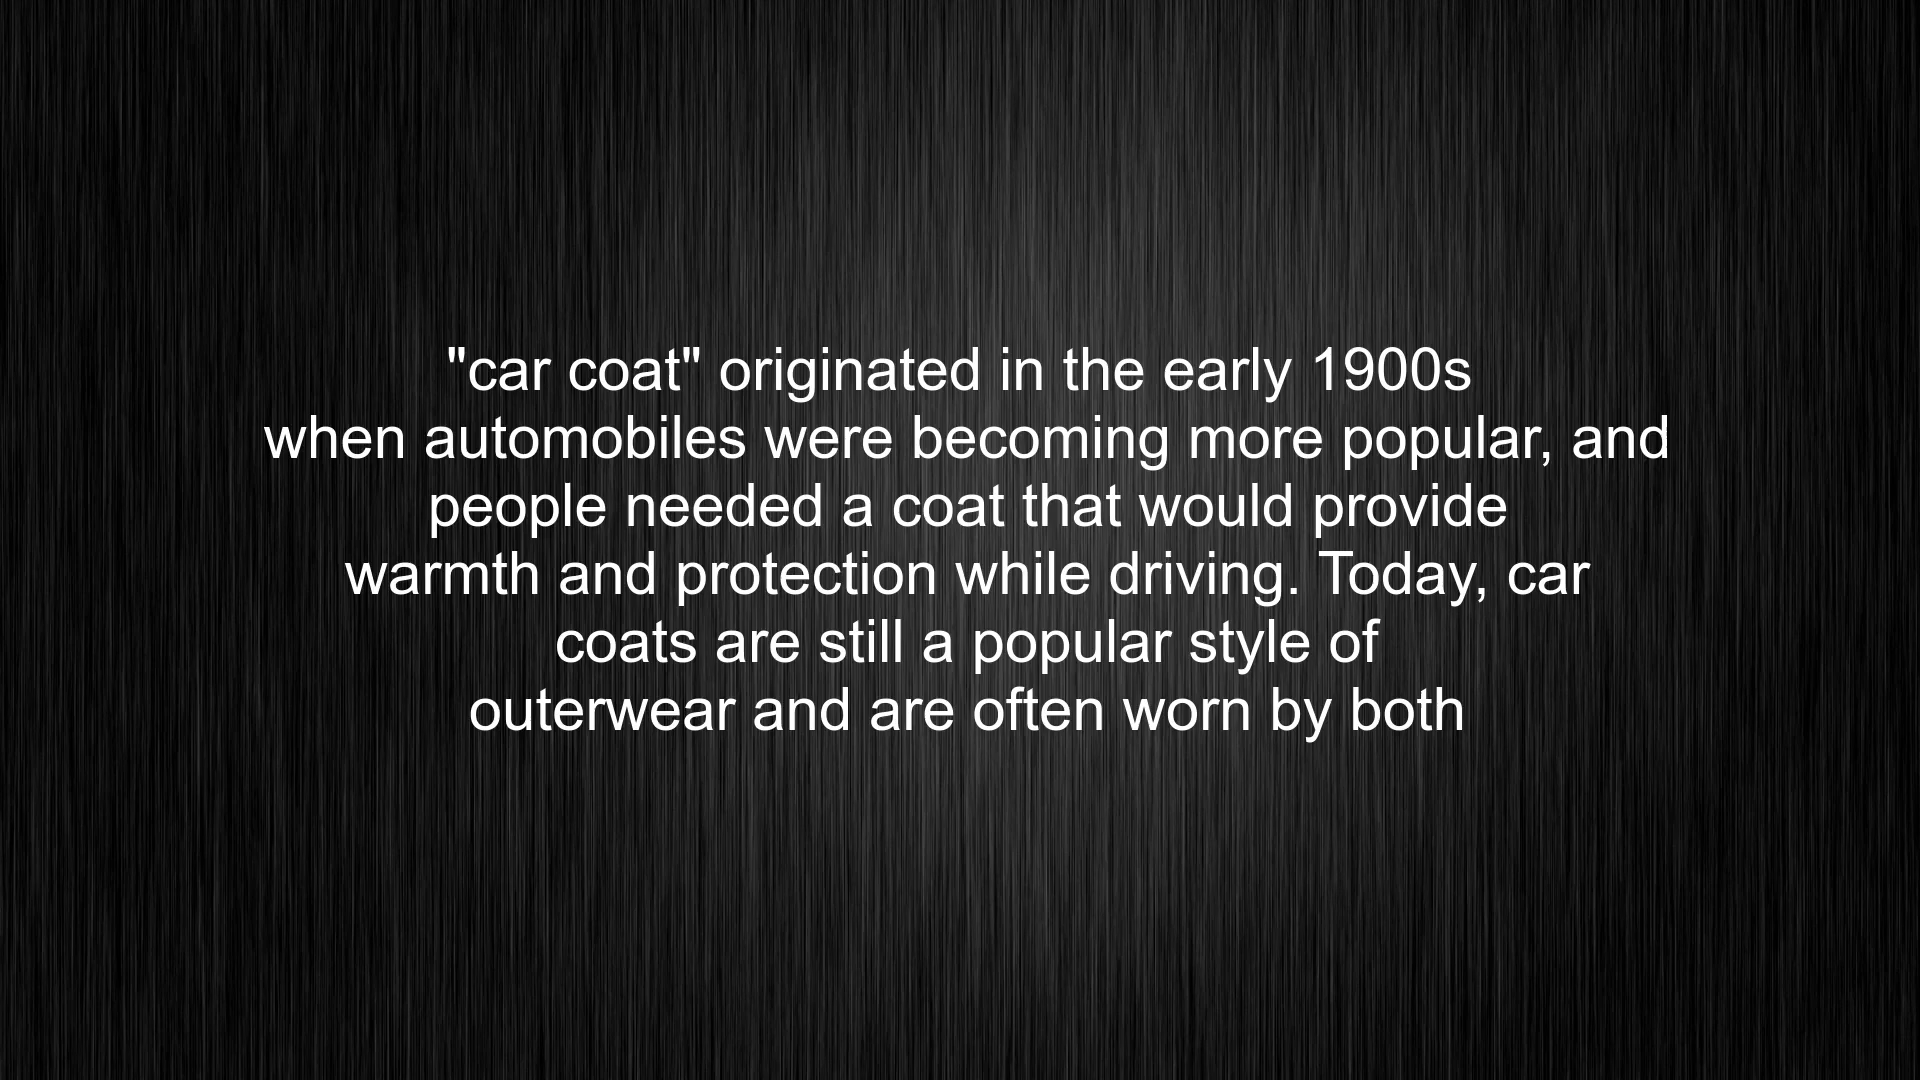 "car coat" originated in the early 1900s
when automobiles were becoming more popular, and
people needed a coat that would provide
warmth and protection while driving. Today, car
coats are still a popular style of
outerwear and are often worn by both